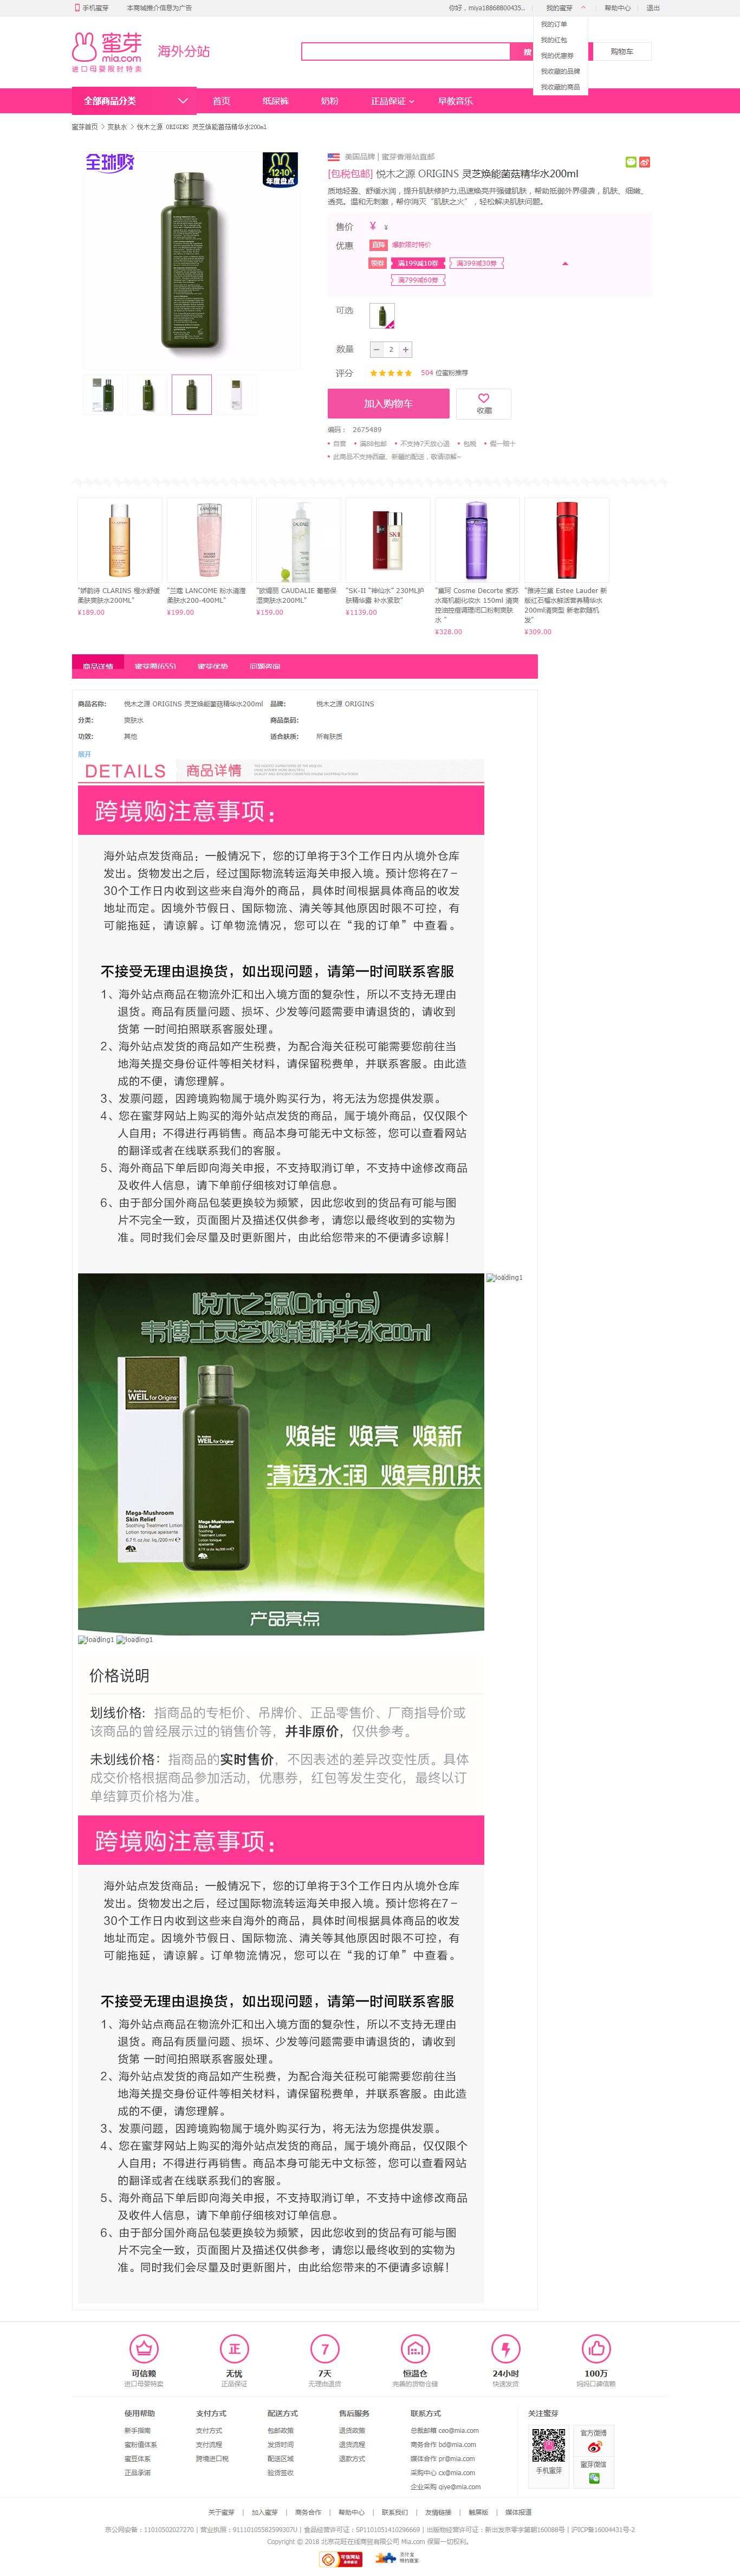 手机蜜芽
本商城推介信息为广告
你好，miya18868800435...
我的蜜芽
帮助中心
退出
我的订单
我的红包
我的优惠券
我收藏的品牌
我收藏的商品
蜜芽
mia.com
进口母婴限时特卖
海外分站
搜
购物车
全部商品分类
首页
纸尿裤
奶粉
正品保证
早教音乐
蜜芽首页 > 爽肤水 > 悦木之源 ORIGINS 灵芝焕能菌菇精华水200ml
全球购
12·10
年度盘点
美国品牌 | 蜜芽香港站直邮
[包税包邮] 悦木之源 ORIGINS 灵芝焕能菌菇精华水200ml
质地轻盈、舒缓水润，提升肌肤修护力,迅速焕亮并强健肌肤，帮助抵御外界侵袭，肌肤、细嫩、
透亮。温和无刺激，帮你消灭“肌肤之火”，轻松解决肌肤问题。
售价 ¥ ¥
优惠 直降 爆款限时特价
领券 满199减10券 满399减30券
满799减60券
可选
数量 - 2 +
评分 504 位蜜粉推荐
加入购物车
收藏
编码： 2675489
自营 满88包邮 不支持7天放心退 包税 假一赔十
此商品不支持西藏、新疆的配送，敬请谅解~
"娇韵诗 CLARINS 橙水舒缓
柔肤爽肤水200ML"
¥189.00
"兰蔻 LANCOME 粉水清滢
柔肤水200-400ML"
¥199.00
"欧缇丽 CAUDALIE 葡萄保
湿爽肤水200ML"
¥159.00
"SK-II "神仙水" 230ML护
肤精华露 补水紧致"
¥1139.00
"黛珂 Cosme Decorte 紫苏
水高机能化妆水 150ml 清爽
控油控痘调理闭口粉刺爽肤
水 "
¥328.00
"雅诗兰黛 Estee Lauder 新
版红石榴水鲜活营养精华水
200ml清爽型 新老款随机
发"
¥309.00
商品详情
蜜芽圈(655)
蜜芽优势
问题咨询
商品名称: 悦木之源 ORIGINS 灵芝焕能菌菇精华水200ml 品牌: 悦木之源 ORIGINS
分类: 爽肤水 商品条码:
功效: 其他 适合肤质: 所有肤质
展开
DETAILS 商品详情
跨境购注意事项：
海外站点发货商品：一般情况下，您的订单将于3个工作日内从境外仓库
发出。货物发出之后，经过国际物流转运海关申报入境。预计您将在7－
30个工作日内收到这些来自海外的商品，具体时间根据具体商品的收发
地址而定。因境外节假日、国际物流、清关等其他原因时限不可控，有
可能拖延，请谅解。订单物流情况，您可以在“我的订单”中查看。
不接受无理由退换货，如出现问题，请第一时间联系客服
1、海外站点商品在物流外汇和出入境方面的复杂性，所以不支持无理由
退货。商品有质量问题、损坏、少发等问题需要申请退货的，请收到
货第 一时间拍照联系客服处理。
2、海外站点发货的商品如产生税费，为配合海关征税可能需要您前往当
地海关提交身份证件等相关材料，请保留税费单，并联系客服。由此造
成的不便，请您理解。
3、发票问题，因跨境购物属于境外购买行为，将无法为您提供发票。
4、您在蜜芽网站上购买的海外站点发货的商品，属于境外商品，仅仅限个
人自用；不得进行再销售。商品本身可能无中文标签，您可以查看网站
的翻译或者在线联系我们的客服。
5、海外商品下单后即向海关申报，不支持取消订单，不支持中途修改商品
及收件人信息，请下单前仔细核对订单信息。
6、由于部分国外商品包装更换较为频繁，因此您收到的货品有可能与图
片不完全一致，页面图片及描述仅供参考，请您以最终收到的实物为
准。同时我们会尽量及时更新图片，由此给您带来的不便请多谅解！
loading1
悦木之源(Origins)
韦博士灵芝焕能精华水200ml
Dr. Andrew
WEIL for Origins
Mega-Mushroom
Skin Relief
Soothing Treatment Lotion
Lotion tonique apaisante
6.7 fl.oz./oz.liq./200 ml e
焕能 焕亮 焕新
清透水润 焕亮肌肤
Dr. Andrew
WEIL for Origins
Mega-Mushroom
Skin Relief
Soothing Treatment Lotion
Lotion tonique apaisante
6.7 fl.oz./oz.liq./200 ml e
产品亮点
loading1 loading1
价格说明
划线价格: 指商品的专柜价、吊牌价、正品零售价、厂商指导价或
该商品的曾经展示过的销售价等，并非原价，仅供参考。
未划线价格：指商品的实时售价，不因表述的差异改变性质。具体
成交价格根据商品参加活动，优惠券，红包等发生变化，最终以订
单结算页价格为准。
跨境购注意事项：
海外站点发货商品：一般情况下，您的订单将于3个工作日内从境外仓库
发出。货物发出之后，经过国际物流转运海关申报入境。预计您将在7－
30个工作日内收到这些来自海外的商品，具体时间根据具体商品的收发
地址而定。因境外节假日、国际物流、清关等其他原因时限不可控，有
可能拖延，请谅解。订单物流情况，您可以在“我的订单”中查看。
不接受无理由退换货，如出现问题，请第一时间联系客服
1、海外站点商品在物流外汇和出入境方面的复杂性，所以不支持无理由
退货。商品有质量问题、损坏、少发等问题需要申请退货的，请收到
货第 一时间拍照联系客服处理。
2、海外站点发货的商品如产生税费，为配合海关征税可能需要您前往当
地海关提交身份证件等相关材料，请保留税费单，并联系客服。由此造
成的不便，请您理解。
3、发票问题，因跨境购物属于境外购买行为，将无法为您提供发票。
4、您在蜜芽网站上购买的海外站点发货的商品，属于境外商品，仅仅限个
人自用；不得进行再销售。商品本身可能无中文标签，您可以查看网站
的翻译或者在线联系我们的客服。
5、海外商品下单后即向海关申报，不支持取消订单，不支持中途修改商品
及收件人信息，请下单前仔细核对订单信息。
6、由于部分国外商品包装更换较为频繁，因此您收到的货品有可能与图
片不完全一致，页面图片及描述仅供参考，请您以最终收到的实物为
准。同时我们会尽量及时更新图片，由此给您带来的不便请多谅解！
可信赖
进口母婴特卖
正
无忧
正品保证
7
7天
无理由退货
恒温仓
完善的货物仓储
24小时
快速发货
100万
妈妈口碑信赖
使用帮助
新手指南
蜜粉值体系
蜜豆体系
正品承诺
支付方式
支付方式
支付流程
跨境进口税
配送方式
包邮政策
发货时间
配送区域
验货签收
售后服务
退货政策
退货流程
退款方式
联系方式
总裁邮箱 ceo@mia.com
商务合作 bd@mia.com
媒体合作 pr@mia.com
采购中心 cx@mia.com
企业采购 qiye@mia.com
关注蜜芽
手机蜜芽
官方微博
蜜芽微信
关于蜜芽 | 加入蜜芽 | 商务合作 | 帮助中心 | 联系我们 | 友情链接 | 触屏版 | 媒体报道
京公网安备：11010502027270 | 营业执照：91110105582599307U | 食品经营许可证：SP1101051410296669 | 出版物经营许可证：新出发京零字第朝160088号 | 沪ICP备16004431号-2
Copyright © 2018 北京花旺在线商贸有限公司 Mia.com 保留一切权利。
可信网站
身份验证
支付宝
特约商家